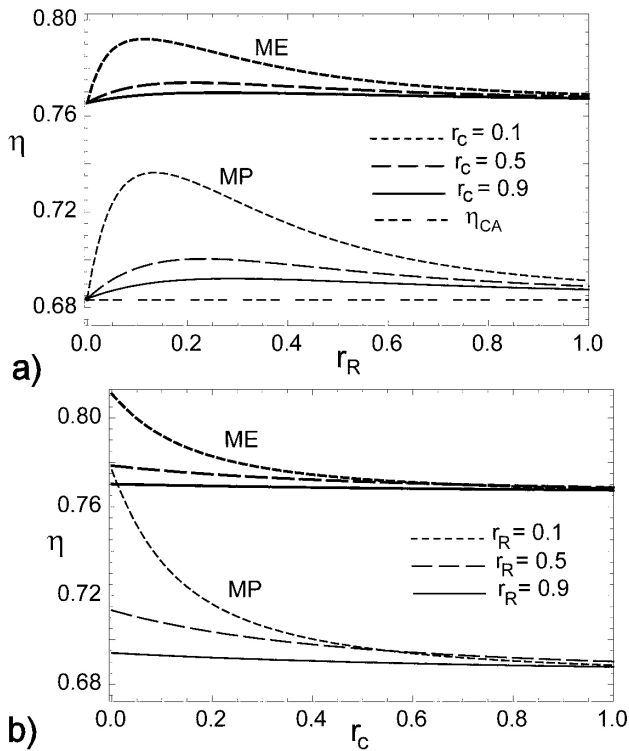 0.80
ME
0.76
η
r_c = 0.1
r_c = 0.5
r_c = 0.9
η_CA
MP
0.72
0.68
0.0 0.2 0.4 0.6 0.8 1.0
a)
r_R
0.80
ME
0.76
η
r_R = 0.1
r_R = 0.5
r_R = 0.9
0.72
MP
0.68
0.0 0.2 0.4 0.6 0.8 1.0
b)
r_c